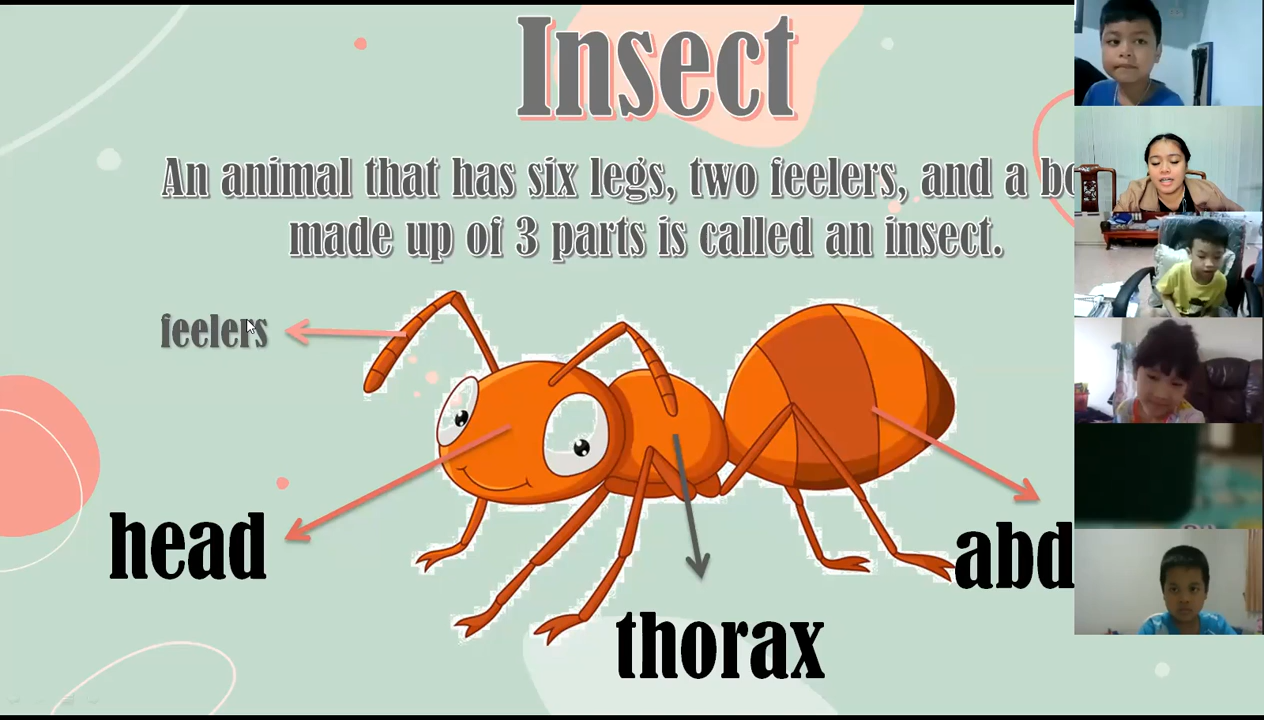 Insect
An animal that has six legs, two feelers, and a bo
made up of 3 parts is called an insect.
feelers
head
abd
thorax